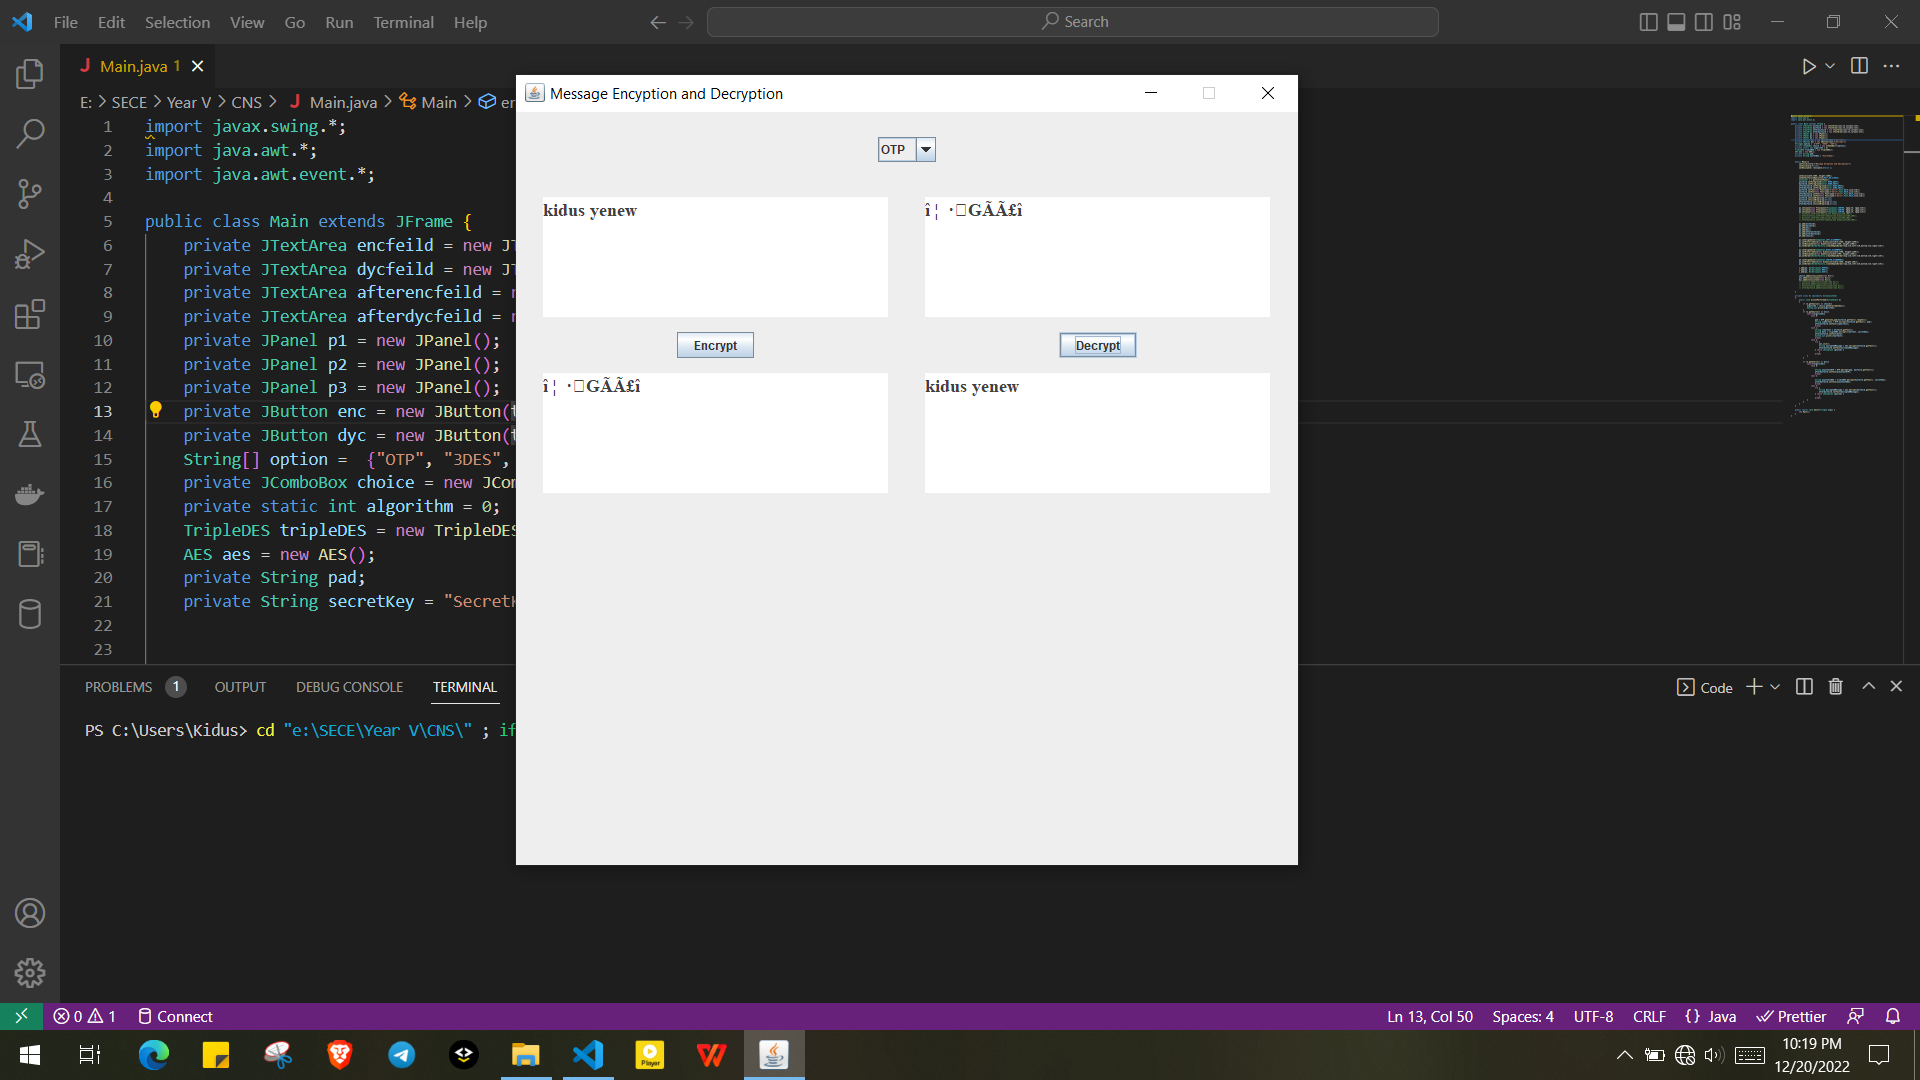 File Edit Selection View Go Run Terminal Help
Search
Main.java 1
E: > SECE > Year V > CNS > Main.java > Main > en
1 import javax.swing.*;
2 import java.awt.*;
3 import java.awt.event.*;
4
5 public class Main extends JFrame {
6 private JTextArea encfeild = new JT
7 private JTextArea dycfeild = new JT
8 private JTextArea afterencfeild = n
9 private JTextArea afterdycfeild = n
10 private JPanel p1 = new JPanel();
11 private JPanel p2 = new JPanel();
12 private JPanel p3 = new JPanel();
13 private JButton enc = new JButton(t
14 private JButton dyc = new JButton(t
15 String[] option = {"OTP", "3DES",
16 private JComboBox choice = new JCom
17 private static int algorithm = 0;
18 TripleDES tripleDES = new TripleDES
19 AES aes = new AES();
20 private String pad;
21 private String secretKey = "SecretK
22
23
Message Encyption and Decryption
OTP
kidus yenew
î¦ ·□GÃÃ£î
Encrypt
Decrypt
î¦ ·□GÃÃ£î
kidus yenew
PROBLEMS 1 OUTPUT DEBUG CONSOLE TERMINAL
Code
PS C:\Users\Kidus> cd "e:\SECE\Year V\CNS\" ; if
0 1 Connect
Ln 13, Col 50 Spaces: 4 UTF-8 CRLF {} Java Prettier
Player
10:19 PM
12/20/2022